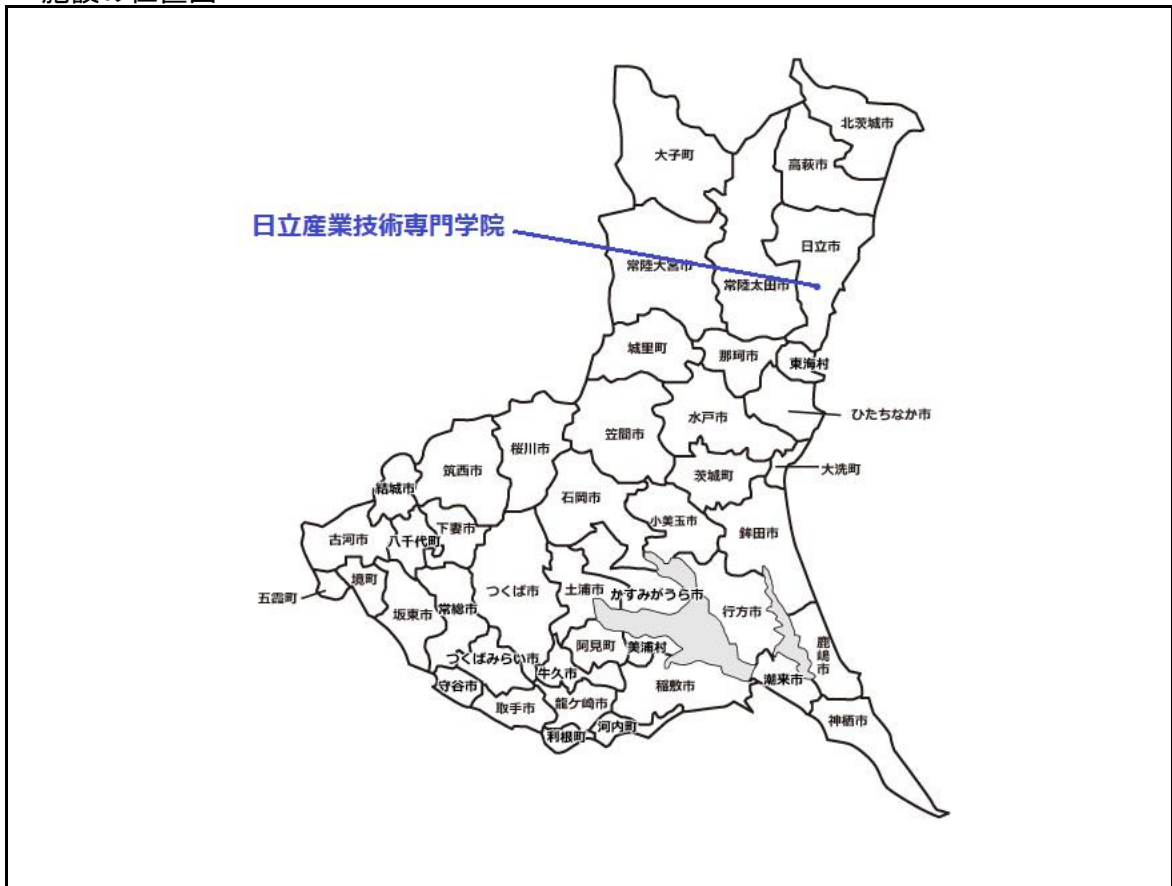 施設の位置図
北茨城市
大子町
高萩市
日立産業技術専門学院
日立市
常陸大宮市
常陸太田市
城里町
那珂市
東海村
ひたちなか市
水戸市
笠間市
桜川市
筑西市
大洗町
茨城町
結城市
石岡市
小美玉市
鉾田市
下妻市
八千代町
古河市
境町
五霞町
つくば市
土浦市
かすみがうら市
行方市
坂東市
常総市
鹿嶋市
阿見町
美浦村
つくばみらい市
牛久市
潮来市
守谷市
稲敷市
取手市
龍ケ崎市
神栖市
河内町
利根町